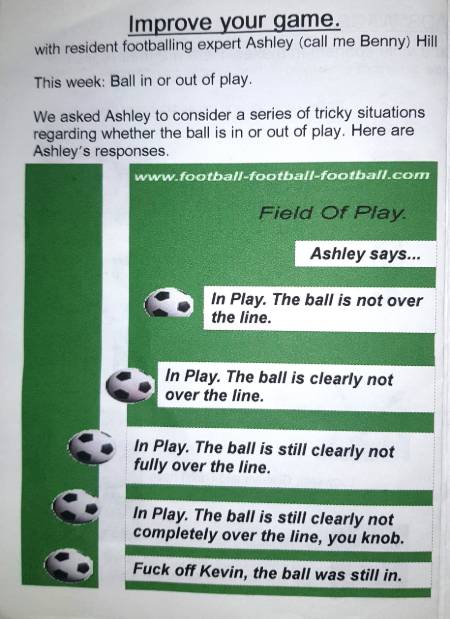 Improve your game.
with resident footballing expert Ashley (call me Benny) Hill
This week: Ball in or out of play.
We asked Ashley to consider a series of tricky situations
regarding whether the ball is in or out of play. Here are
Ashley's responses.
www.football-football-football.com
Field Of Play.
Ashley says...
In Play. The ball is not over
the line.
In Play. The ball is clearly not
over the line.
In Play. The ball is still clearly not
fully over the line.
In Play. The ball is still clearly not
completely over the line, you knob.
Fuck off Kevin, the ball was still in.